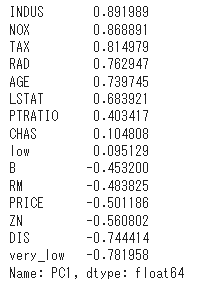 INDUS 0.891989
NOX 0.868891
TAX 0.814979
RAD 0.762947
AGE 0.739745
LSTAT 0.683921
PTRATIO 0.403417
CHAS 0.104808
low 0.095129
B -0.453200
RM -0.483825
PRICE -0.501186
ZN -0.560802
DIS -0.744414
very_low -0.781958
Name: PC1, dtype: float64